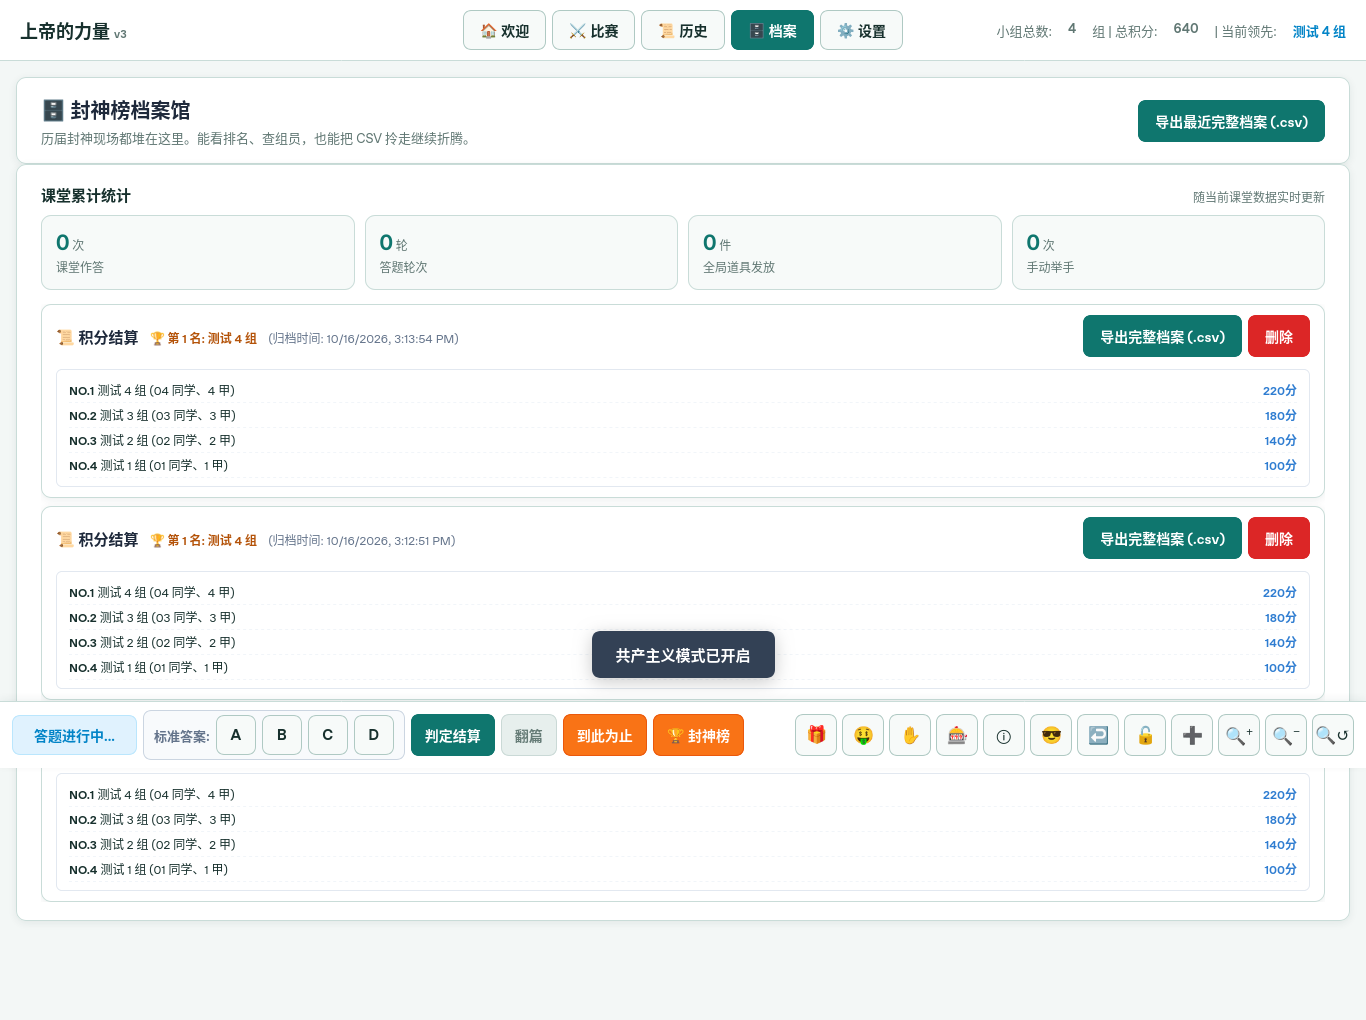 上帝的力量 v3
🏠 欢迎
⚔️ 比赛
📜 历史
🗄️ 档案
⚙️ 设置
小组总数: 4 组 | 总积分: 640 | 当前领先: 测试 4 组
🗄️ 封神榜档案馆
历届封神现场都堆在这里。能看排名、查组员，也能把 CSV 拎走继续折腾。
导出最近完整档案 (.csv)
课堂累计统计
随当前课堂数据实时更新
0 次
课堂作答
0 轮
答题轮次
0 件
全局道具发放
0 次
手动举手
📜 积分结算 🏆 第 1 名: 测试 4 组 (归档时间: 10/16/2026, 3:13:54 PM)
导出完整档案 (.csv)
删除
NO.1 测试 4 组 (04 同学、4 甲) 220分
NO.2 测试 3 组 (03 同学、3 甲) 180分
NO.3 测试 2 组 (02 同学、2 甲) 140分
NO.4 测试 1 组 (01 同学、1 甲) 100分
📜 积分结算 🏆 第 1 名: 测试 4 组 (归档时间: 10/16/2026, 3:12:51 PM)
导出完整档案 (.csv)
删除
NO.1 测试 4 组 (04 同学、4 甲) 220分
NO.2 测试 3 组 (03 同学、3 甲) 180分
NO.3 测试 2 组 (02 同学、2 甲) 140分
NO.4 测试 1 组 (01 同学、1 甲) 100分
共产主义模式已开启
答题进行中...
标准答案: A B C D
判定结算
翻篇
到此为止
🏆 封神榜
NO.1 测试 4 组 (04 同学、4 甲) 220分
NO.2 测试 3 组 (03 同学、3 甲) 180分
NO.3 测试 2 组 (02 同学、2 甲) 140分
NO.4 测试 1 组 (01 同学、1 甲) 100分